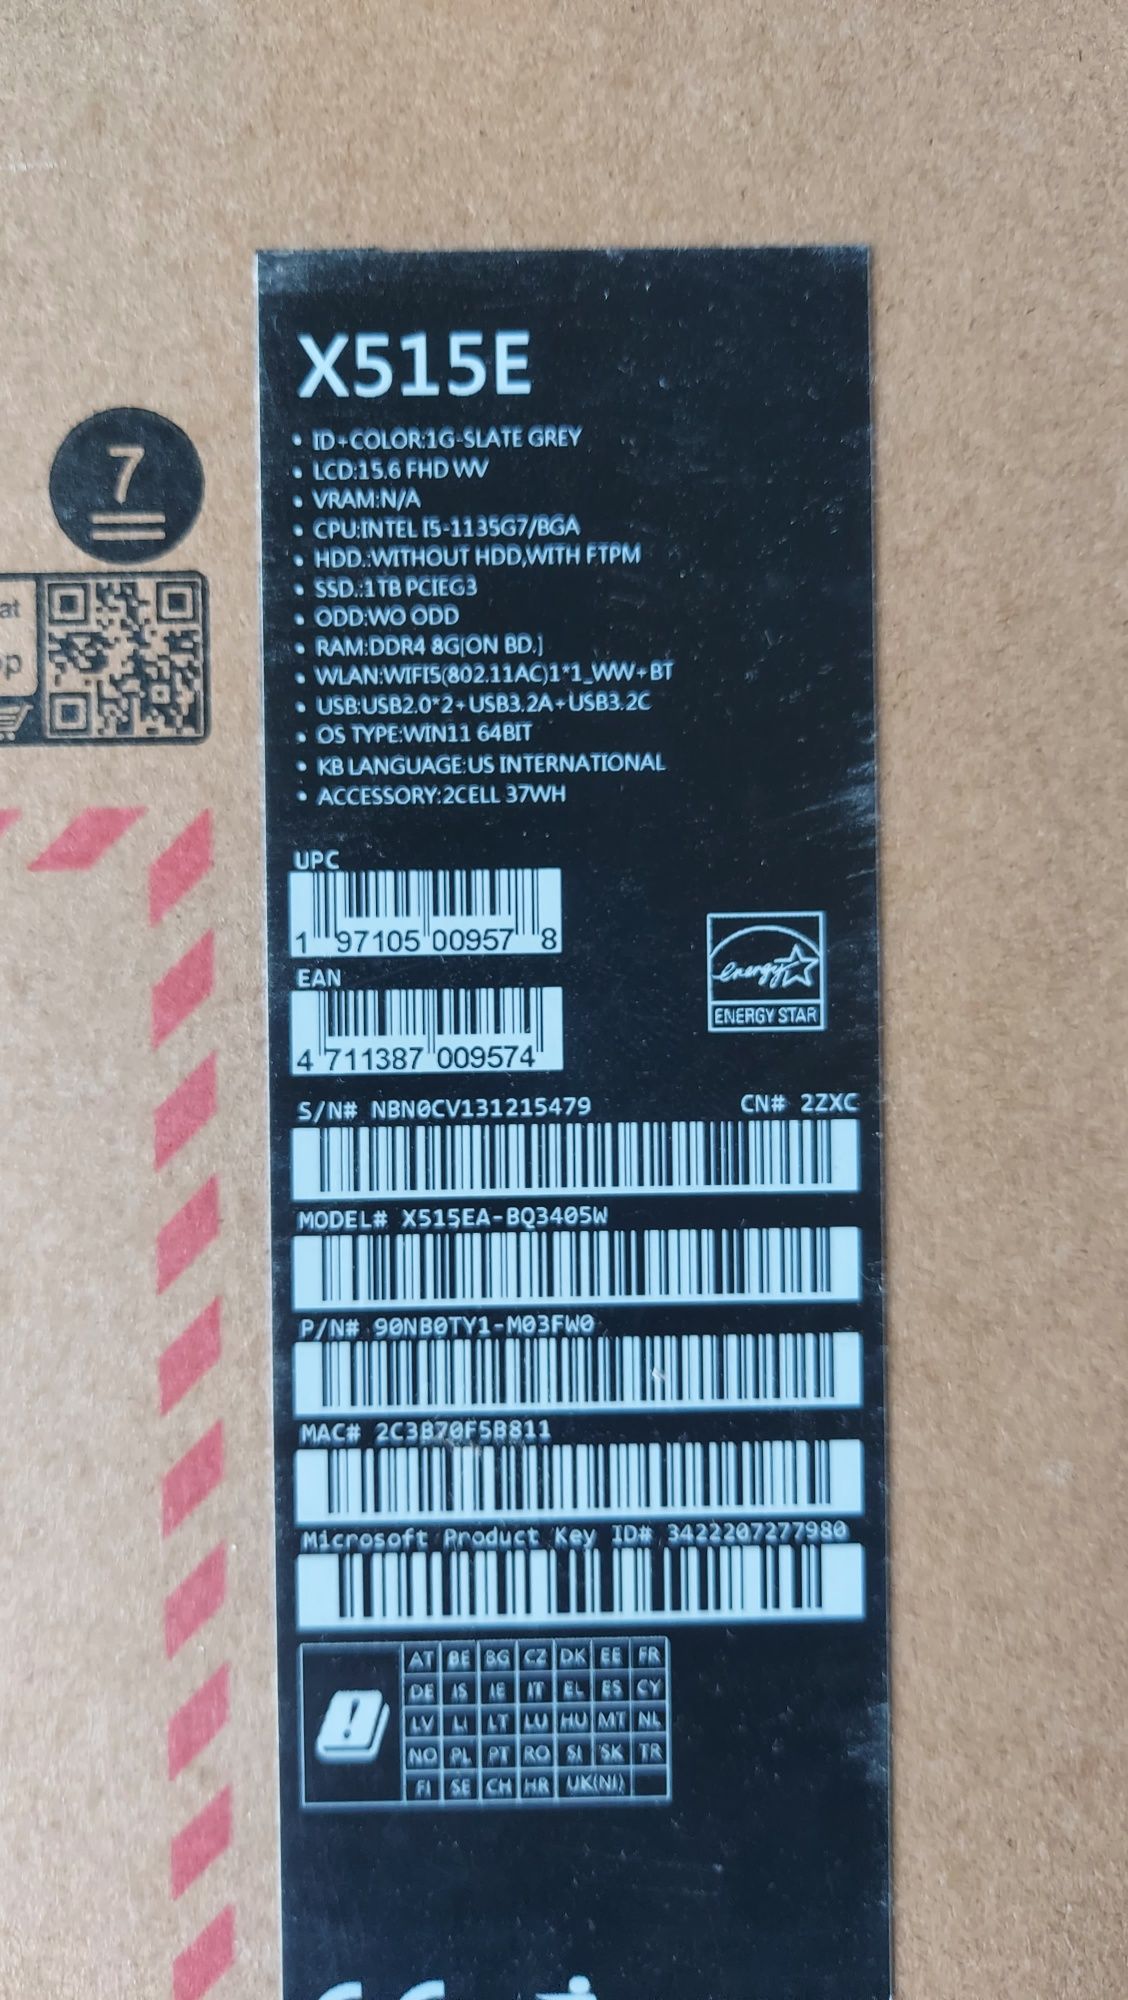 X515E
• ID+COLOR:1G-SLATE GREY
• LCD:15.6 FHD WV
• VRAM:N/A
• CPU:INTEL I5-1135G7/BGA
• HDD.:WITHOUT HDD,WITH FTPM
• SSD.:1TB PCIEG3
• ODD:WO ODD
• RAM:DDR4 8G[ON BD.]
• WLAN:WIFI5(802.11AC)1*1_WW+BT
• USB:USB2.0*2+USB3.2A+USB3.2C
• OS TYPE:WIN11 64BIT
• KB LANGUAGE:US INTERNATIONAL
• ACCESSORY:2CELL 37WH
7
at
op
UPC
1 97105 00957 8
EAN
4 711387 009574
energy
ENERGY STAR
S/N# NBN0CV131215479 CN# 2ZXC
MODEL# X515EA-BQ3405W
P/N# 90NB0TY1-M03FW0
MAC# 2C3B70F5B811
Microsoft Product Key ID# 3422207277980
AT BE BG CZ DK EE FR
DE IS IE IT EL ES CY
LV LI LT LU HU MT NL
NO PL PT RO SI SK TR
FI SE CH HR UK(NI)